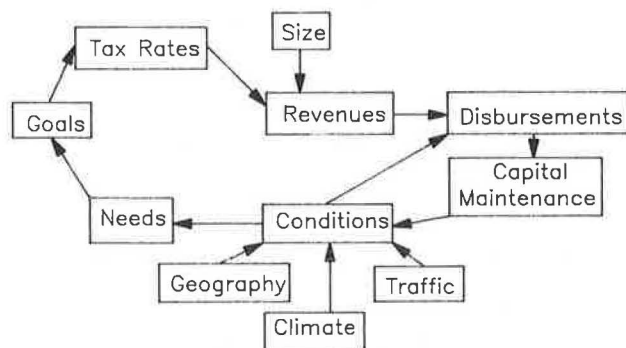 Size
Tax Rates
Revenues
Disbursements
Goals
Capital
Maintenance
Needs
Conditions
Geography
Traffic
Climate